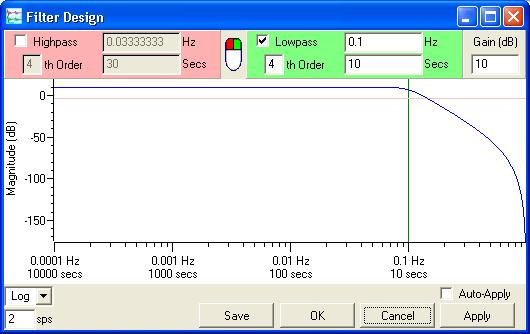 Filter Design
Highpass 0.03333333 Hz Lowpass 0.1 Hz Gain (dB)
4 th Order 30 Secs 4 th Order 10 Secs 10
Magnitude (dB)
0
-50
-100
-150
0.0001 Hz 0.001 Hz 0.01 Hz 0.1 Hz
10000 secs 1000 secs 100 secs 10 secs
Log Auto-Apply
2 sps Save OK Cancel Apply